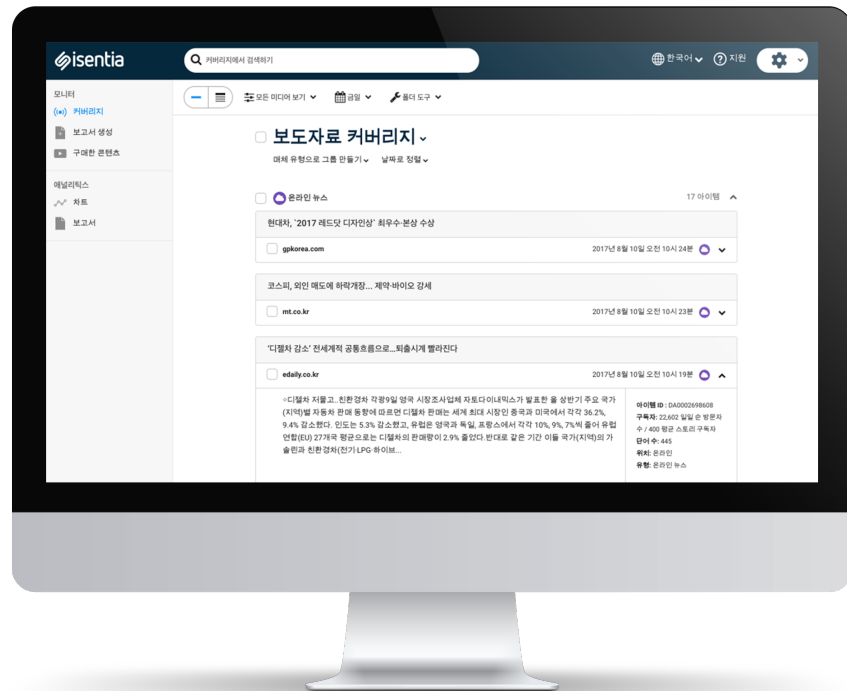 isentia
커버리지에서 검색하기
한국어
지원
모니터
커버리지
보고서 생성
구매한 콘텐츠
애널리틱스
차트
보고서
모든 미디어 보기
금일
폴더 도구
보도자료 커버리지
매체 유형으로 그룹 만들기
날짜로 정렬
온라인 뉴스
17 아이템
현대차, `2017 레드닷 디자인상` 최우수·본상 수상
gpkorea.com
2017년 8월 10일 오전 10시 24분
코스피, 외인 매도에 하락개장... 제약·바이오 강세
mt.co.kr
2017년 8월 10일 오전 10시 23분
'디젤차 감소' 전세계적 공통흐름으로...퇴출시계 빨라진다
edaily.co.kr
2017년 8월 10일 오전 10시 19분
=디젤차 저물고..친환경차 각광9일 영국 시장조사업체 자토다이내믹스가 발표한 올 상반기 주요 국가
(지역)별 자동차 판매 동향에 따르면 디젤차 판매는 세계 최대 시장인 중국과 미국에서 각각 36.2%,
9.4% 감소했다. 인도는 5.3% 감소했고, 유럽은 영국과 독일, 프랑스에서 각각 10%, 9%, 7%씩 줄어 유럽
연합(EU) 27개국 평균으로는 디젤차의 판매량이 2.9% 줄었다.반대로 같은 기간 이들 국가(지역)의 가
솔린과 친환경차(전기·LPG·하이브...
아이템 ID : DA0002698608
구독자: 22,602 일일 순 방문자
수 / 400 평균 스토리 구독자
단어 수: 445
위치: 온라인
유형: 온라인 뉴스